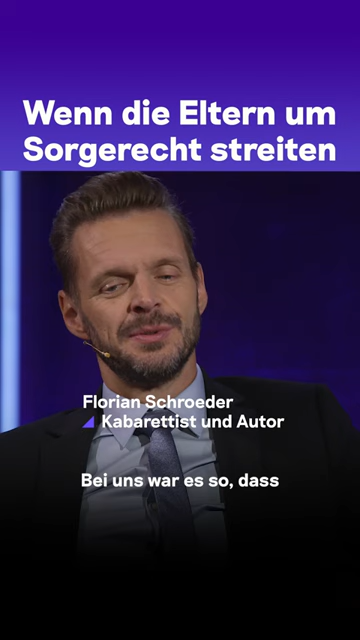 Wenn die Eltern um
Sorgerecht streiten
Florian Schroeder
Kabarettist und Autor
Bei uns war es so, dass